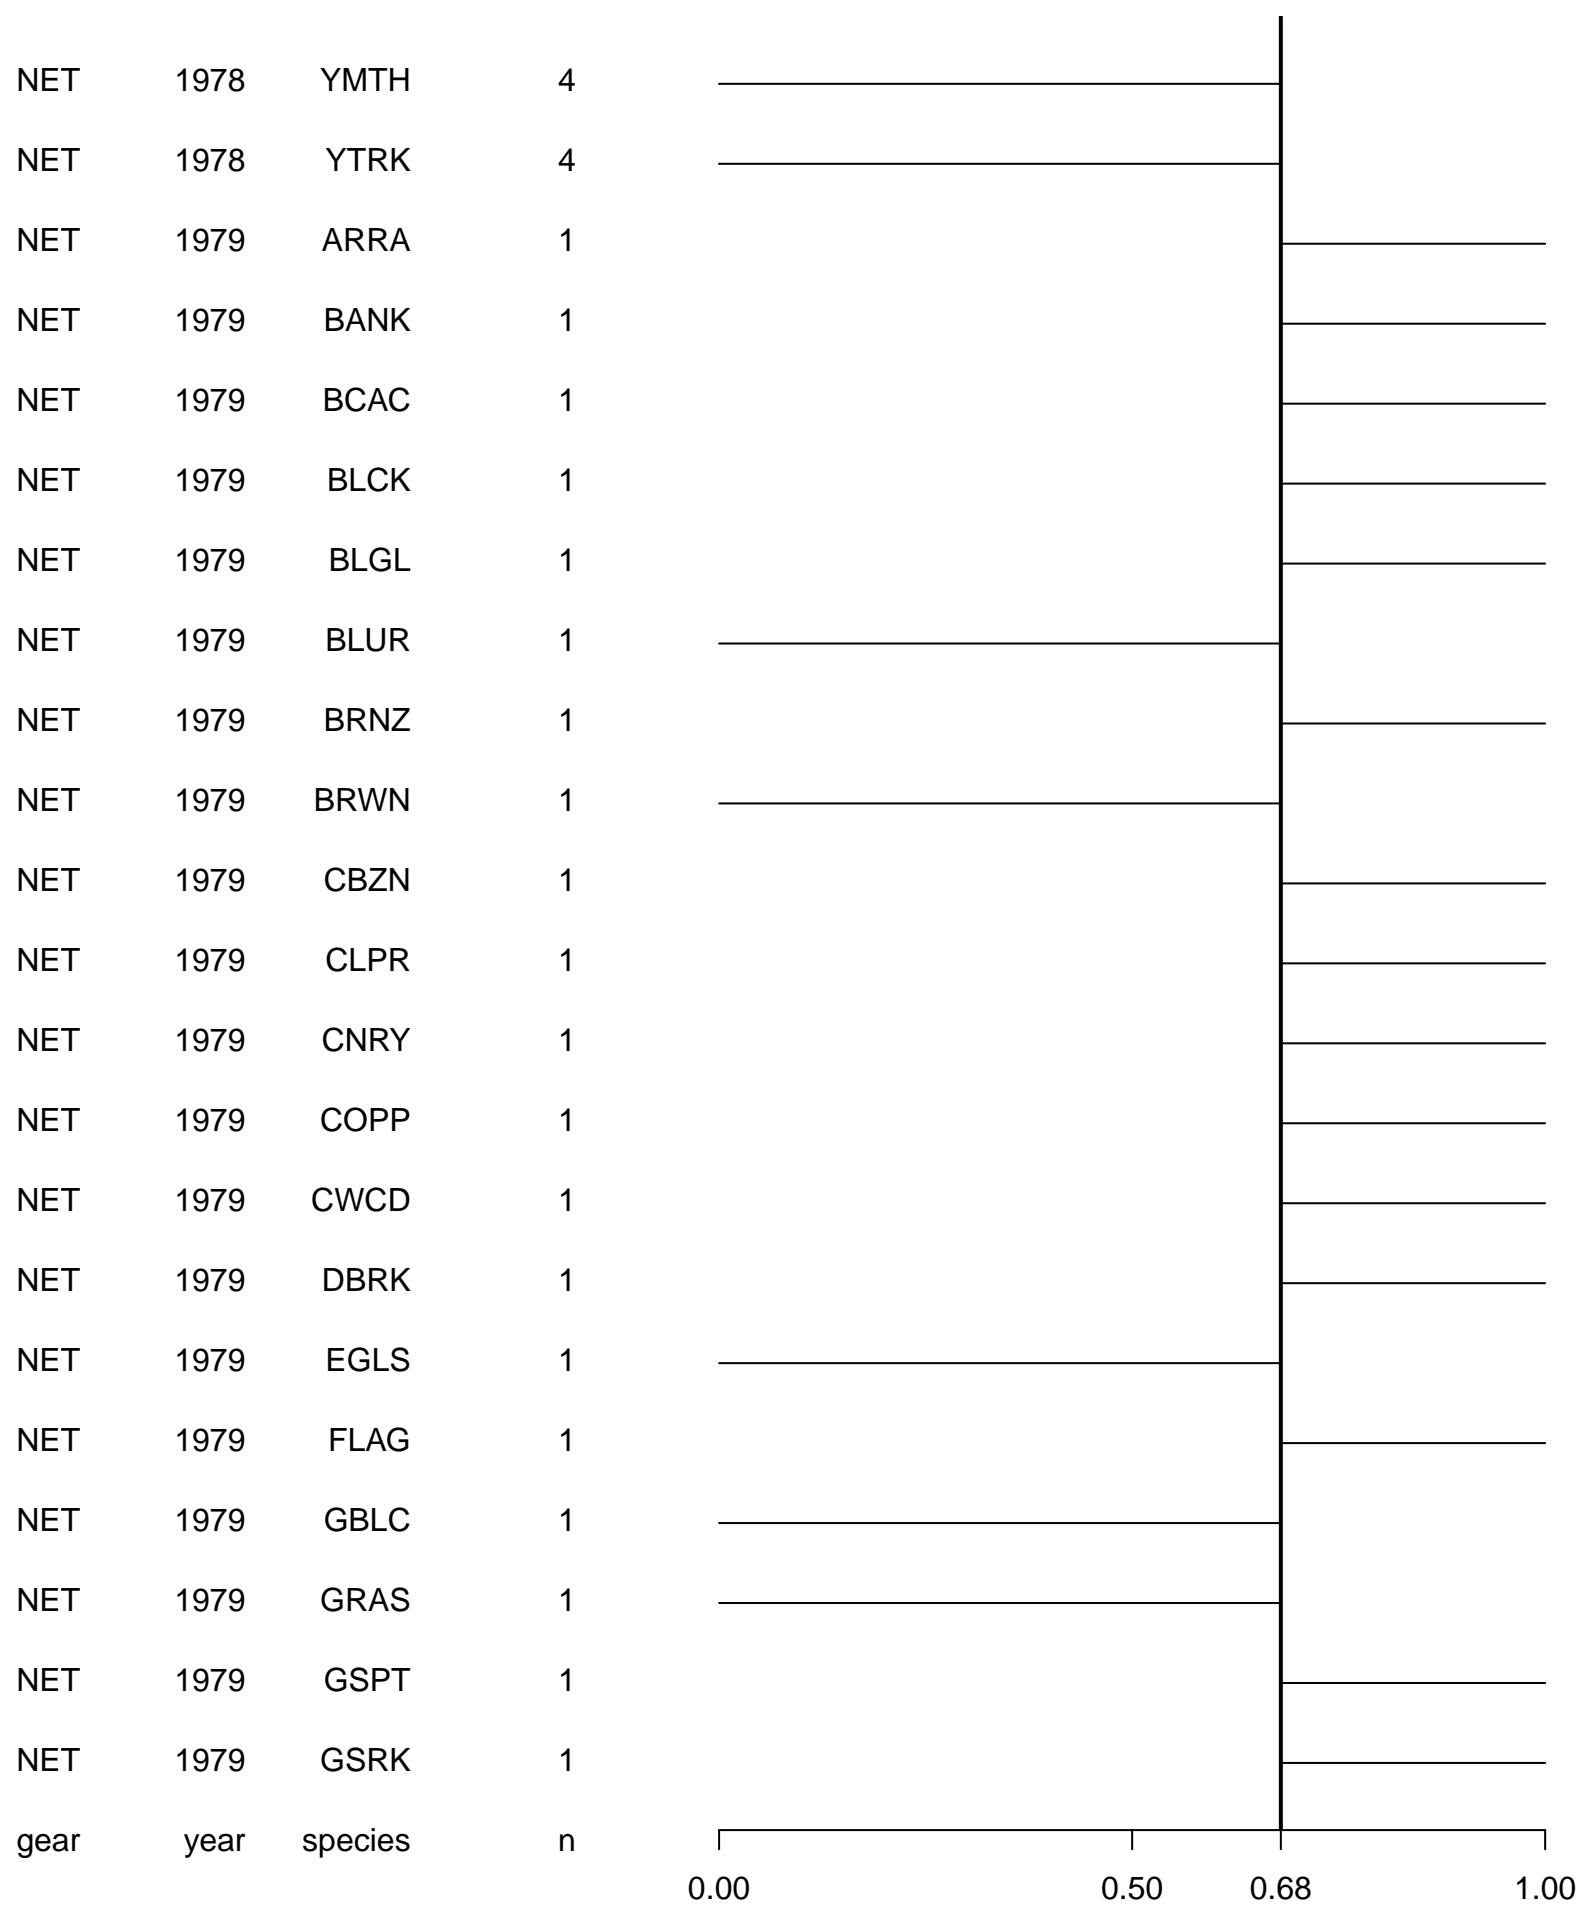 NET 1978 YMTH 4
NET 1978 YTRK 4
NET 1979 ARRA 1
NET 1979 BANK 1
NET 1979 BCAC 1
NET 1979 BLCK 1
NET 1979 BLGL 1
NET 1979 BLUR 1
NET 1979 BRNZ 1
NET 1979 BRWN 1
NET 1979 CBZN 1
NET 1979 CLPR 1
NET 1979 CNRY 1
NET 1979 COPP 1
NET 1979 CWCD 1
NET 1979 DBRK 1
NET 1979 EGLS 1
NET 1979 FLAG 1
NET 1979 GBLC 1
NET 1979 GRAS 1
NET 1979 GSPT 1
NET 1979 GSRK 1
gear year species n
0.00 0.50 0.68 1.00